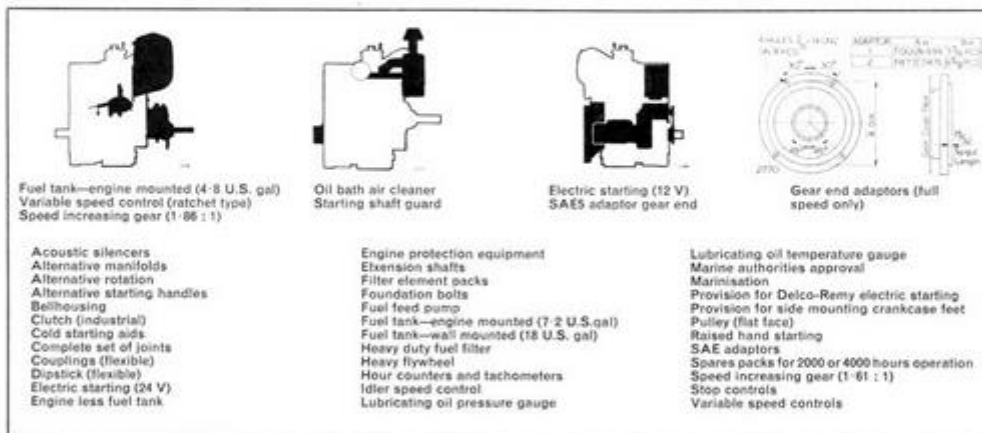 ADAPTOR
1
2
Fuel tank—engine mounted (4·8 U.S. gal)
Variable speed control (ratchet type)
Speed increasing gear (1·86 : 1)
Oil bath air cleaner
Starting shaft guard
Electric starting (12 V)
SAE5 adaptor gear end
Gear end adaptors (full
speed only)
Acoustic silencers
Alternative manifolds
Alternative rotation
Alternative starting handles
Bellhousing
Clutch (industrial)
Cold starting aids
Complete set of joints
Couplings (flexible)
Dipstick (flexible)
Electric starting (24 V)
Engine less fuel tank
Engine protection equipment
Etxension shafts
Filter element packs
Foundation bolts
Fuel feed pump
Fuel tank—engine mounted (7·2 U.S.gal)
Fuel tank—wall mounted (18 U.S. gal)
Heavy duty fuel filter
Heavy flywheel
Hour counters and tachometers
Idler speed control
Lubricating oil pressure gauge
Lubricating oil temperature gauge
Marine authorities approval
Marinisation
Provision for Delco-Remy electric starting
Provision for side mounting crankcase feet
Pulley (flat face)
Raised hand starting
SAE adaptors
Spares packs for 2000 or 4000 hours operation
Speed increasing gear (1·61 : 1)
Stop controls
Variable speed controls